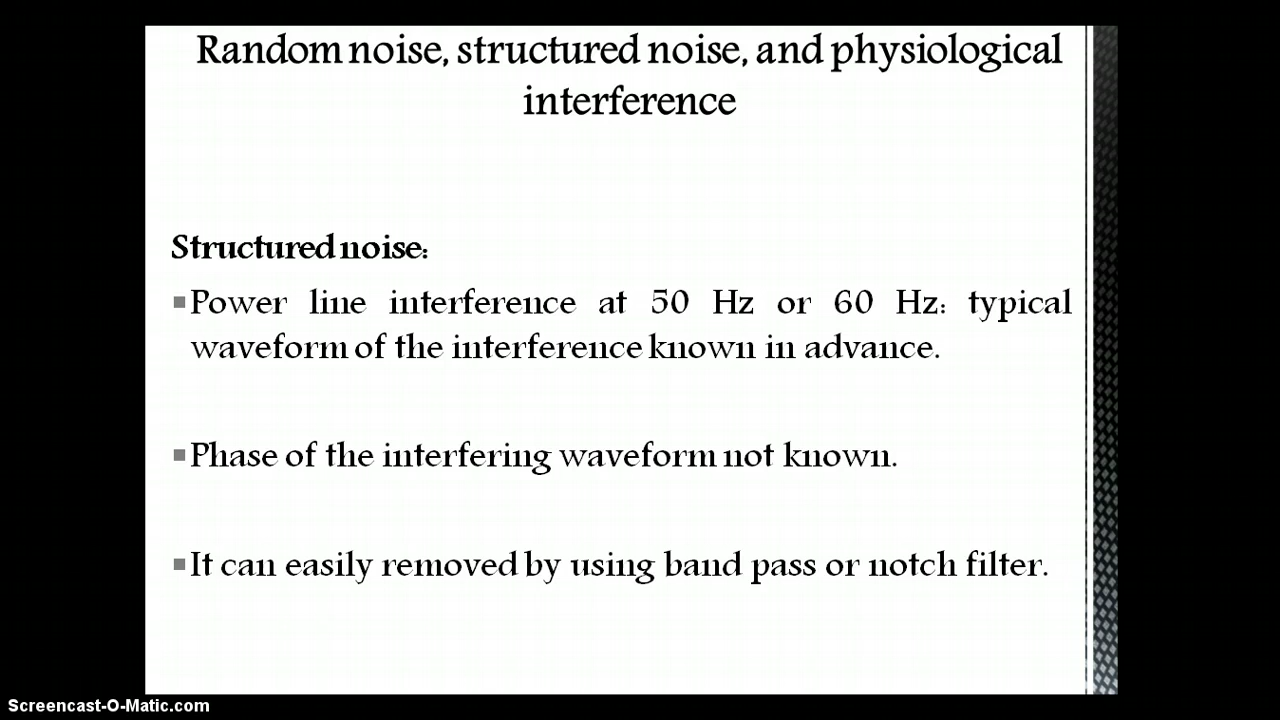 Random noise, structured noise, and physiological
interference
Structured noise:
▪Power line interference at 50 Hz or 60 Hz: typical
waveform of the interference known in advance.
▪Phase of the interfering waveform not known.
▪It can easily removed by using band pass or notch filter.
Screencast-O-Matic.com